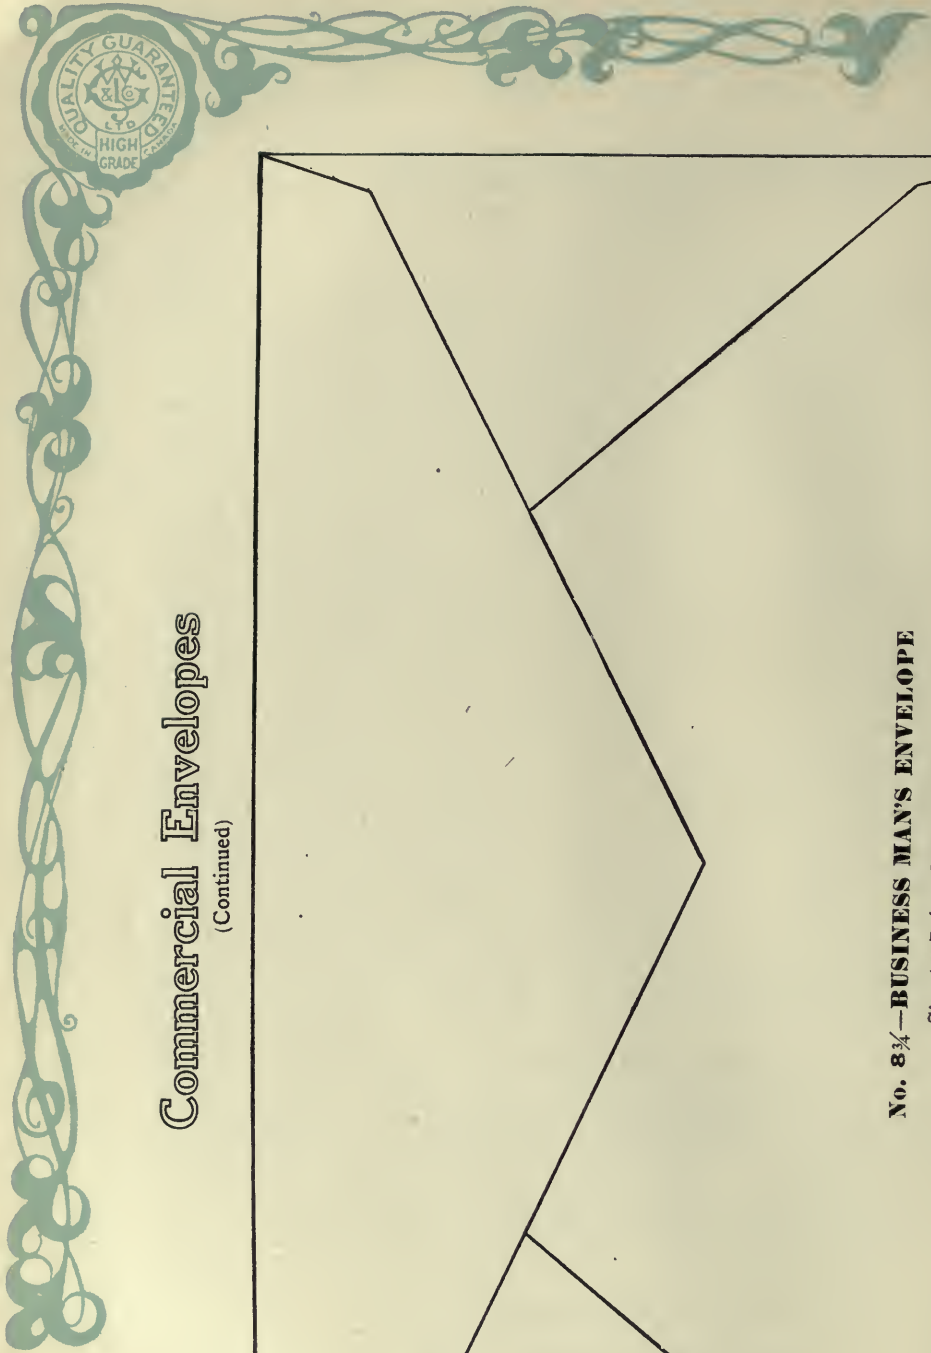 QUALITY GUARANTEED
& Co
LTD
MADE IN CANADA
HIGH
GRADE
Commercial Envelopes
(Continued)
No. 8¾—BUSINESS MAN'S ENVELOPE